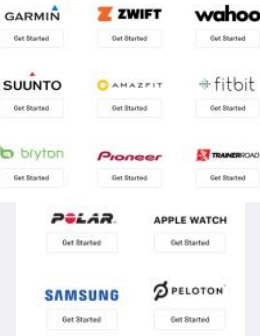 GARMIN ZWIFT wahoo
Get Started Get Started Get Started
SUUNTO AMAZFIT fitbit
Get Started Get Started Get Started
bryton Pioneer TRAINERROAD
Get Started Get Started Get Started
POLAR. APPLE WATCH
Get Started Get Started
SAMSUNG PELOTON
Get Started Get Started